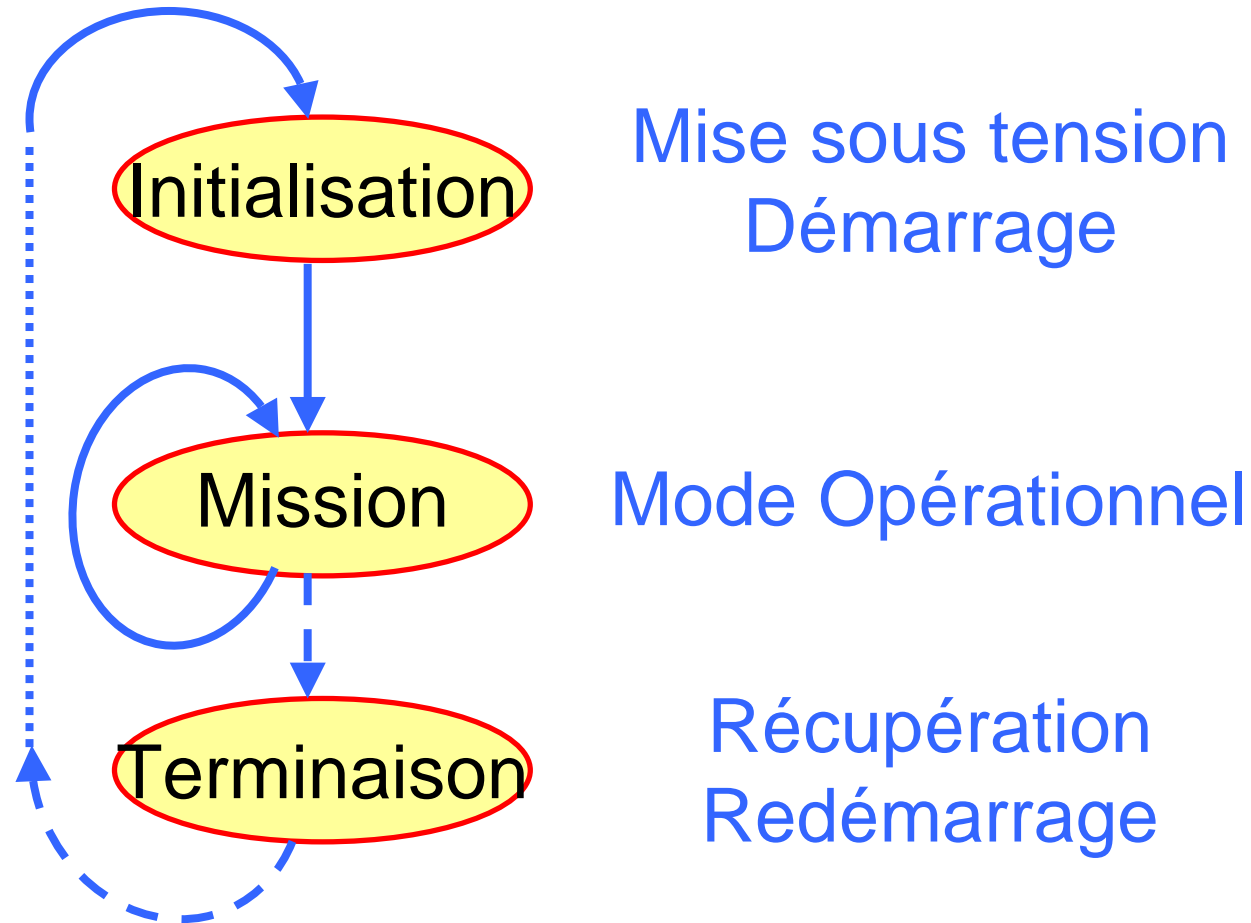 Initialisation
Mise sous tension
Démarrage
Mission
Mode Opérationnel
Terminaison
Récupération
Redémarrage